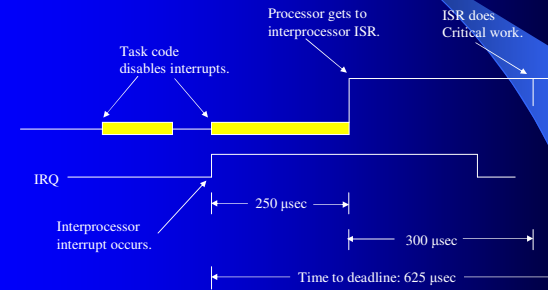 Processor gets to
interprocessor ISR.
ISR does
Critical work.
Task code
disables interrupts.
IRQ
250 μsec
Interprocessor
interrupt occurs.
300 μsec
Time to deadline: 625 μsec